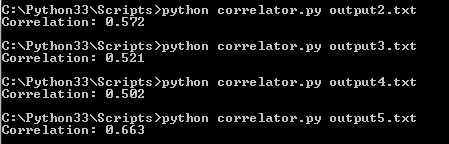 C:\Python33\Scripts>python correlator.py output2.txt
Correlation: 0.572
C:\Python33\Scripts>python correlator.py output3.txt
Correlation: 0.521
C:\Python33\Scripts>python correlator.py output4.txt
Correlation: 0.502
C:\Python33\Scripts>python correlator.py output5.txt
Correlation: 0.663